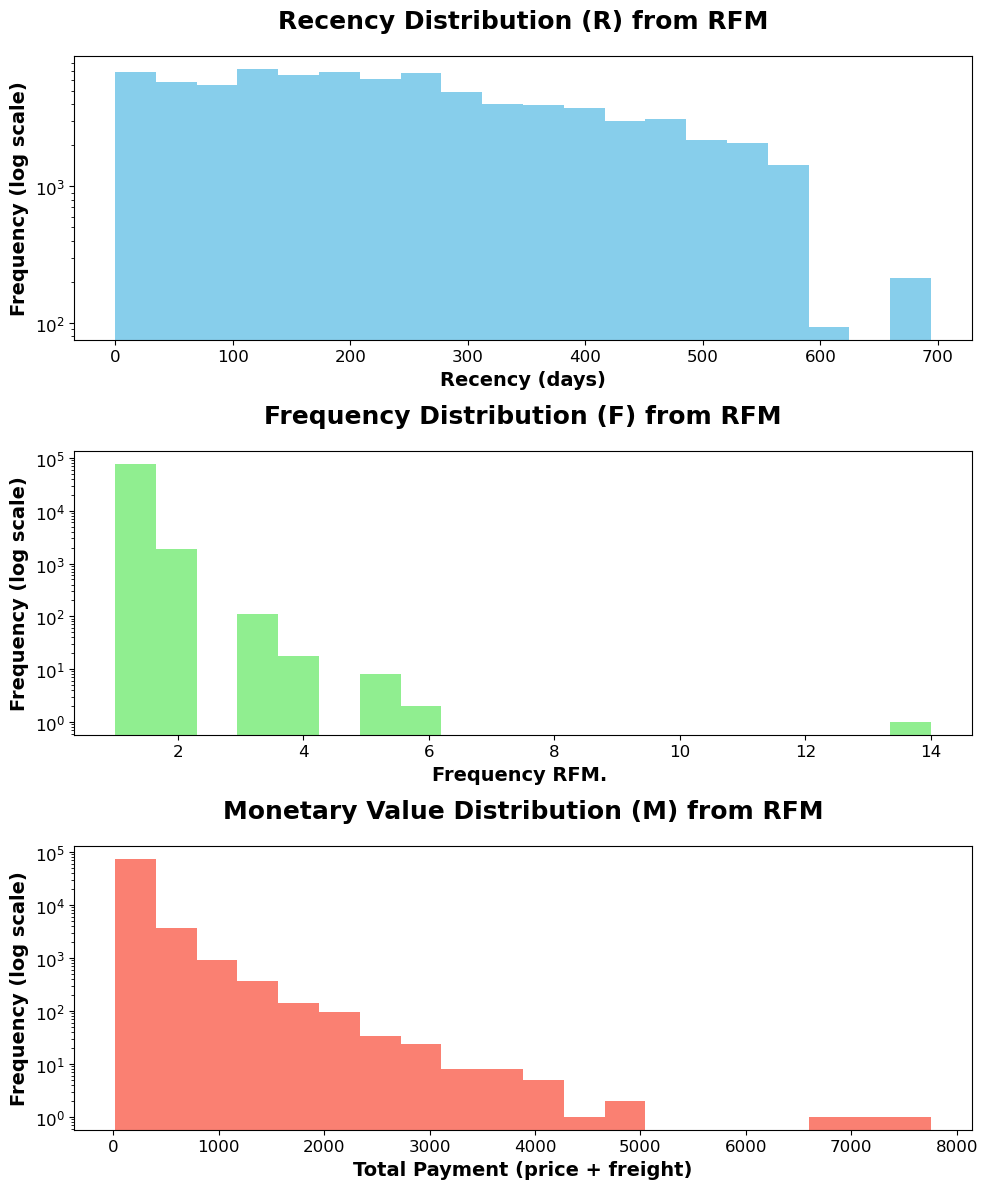 Recency Distribution (R) from RFM
Frequency (log scale)
10³
10²
0 100 200 300 400 500 600 700
Recency (days)
Frequency Distribution (F) from RFM
Frequency (log scale)
10⁵
10⁴
10³
10²
10¹
10⁰
2 4 6 8 10 12 14
Frequency RFM.
Monetary Value Distribution (M) from RFM
Frequency (log scale)
10⁵
10⁴
10³
10²
10¹
10⁰
0 1000 2000 3000 4000 5000 6000 7000 8000
Total Payment (price + freight)